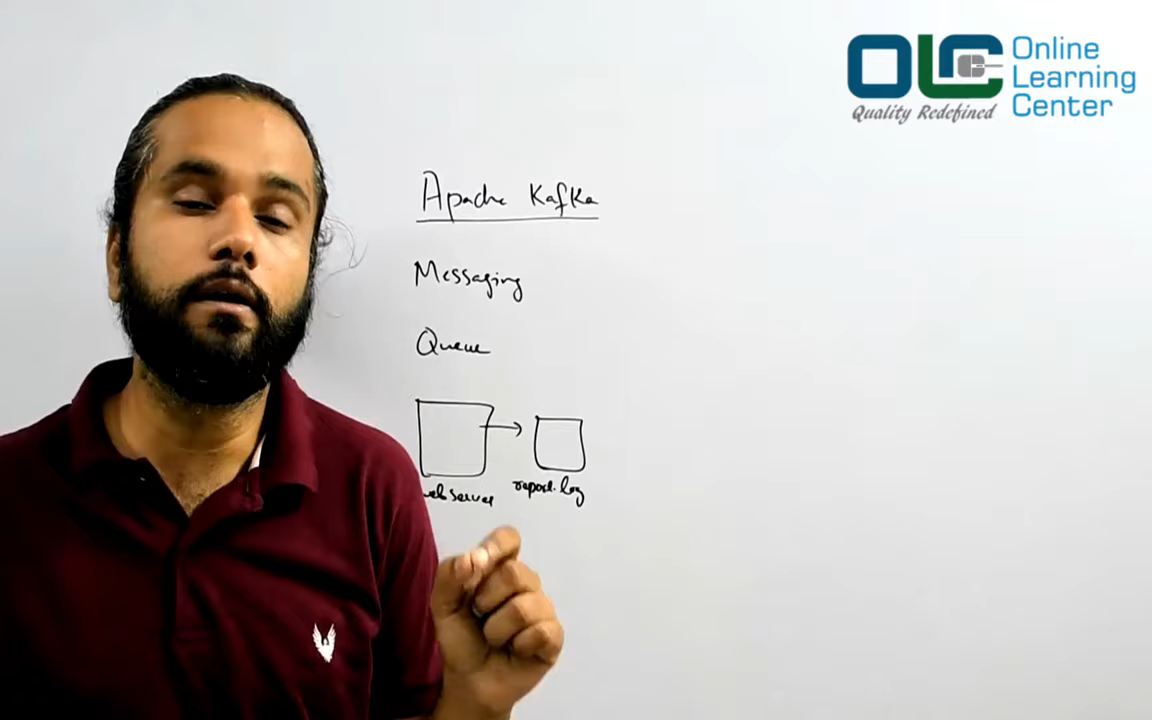 OLC Online
Learning
Center
Quality Redefined
Apache Kafka
Messaging
Queue
web server
report.log